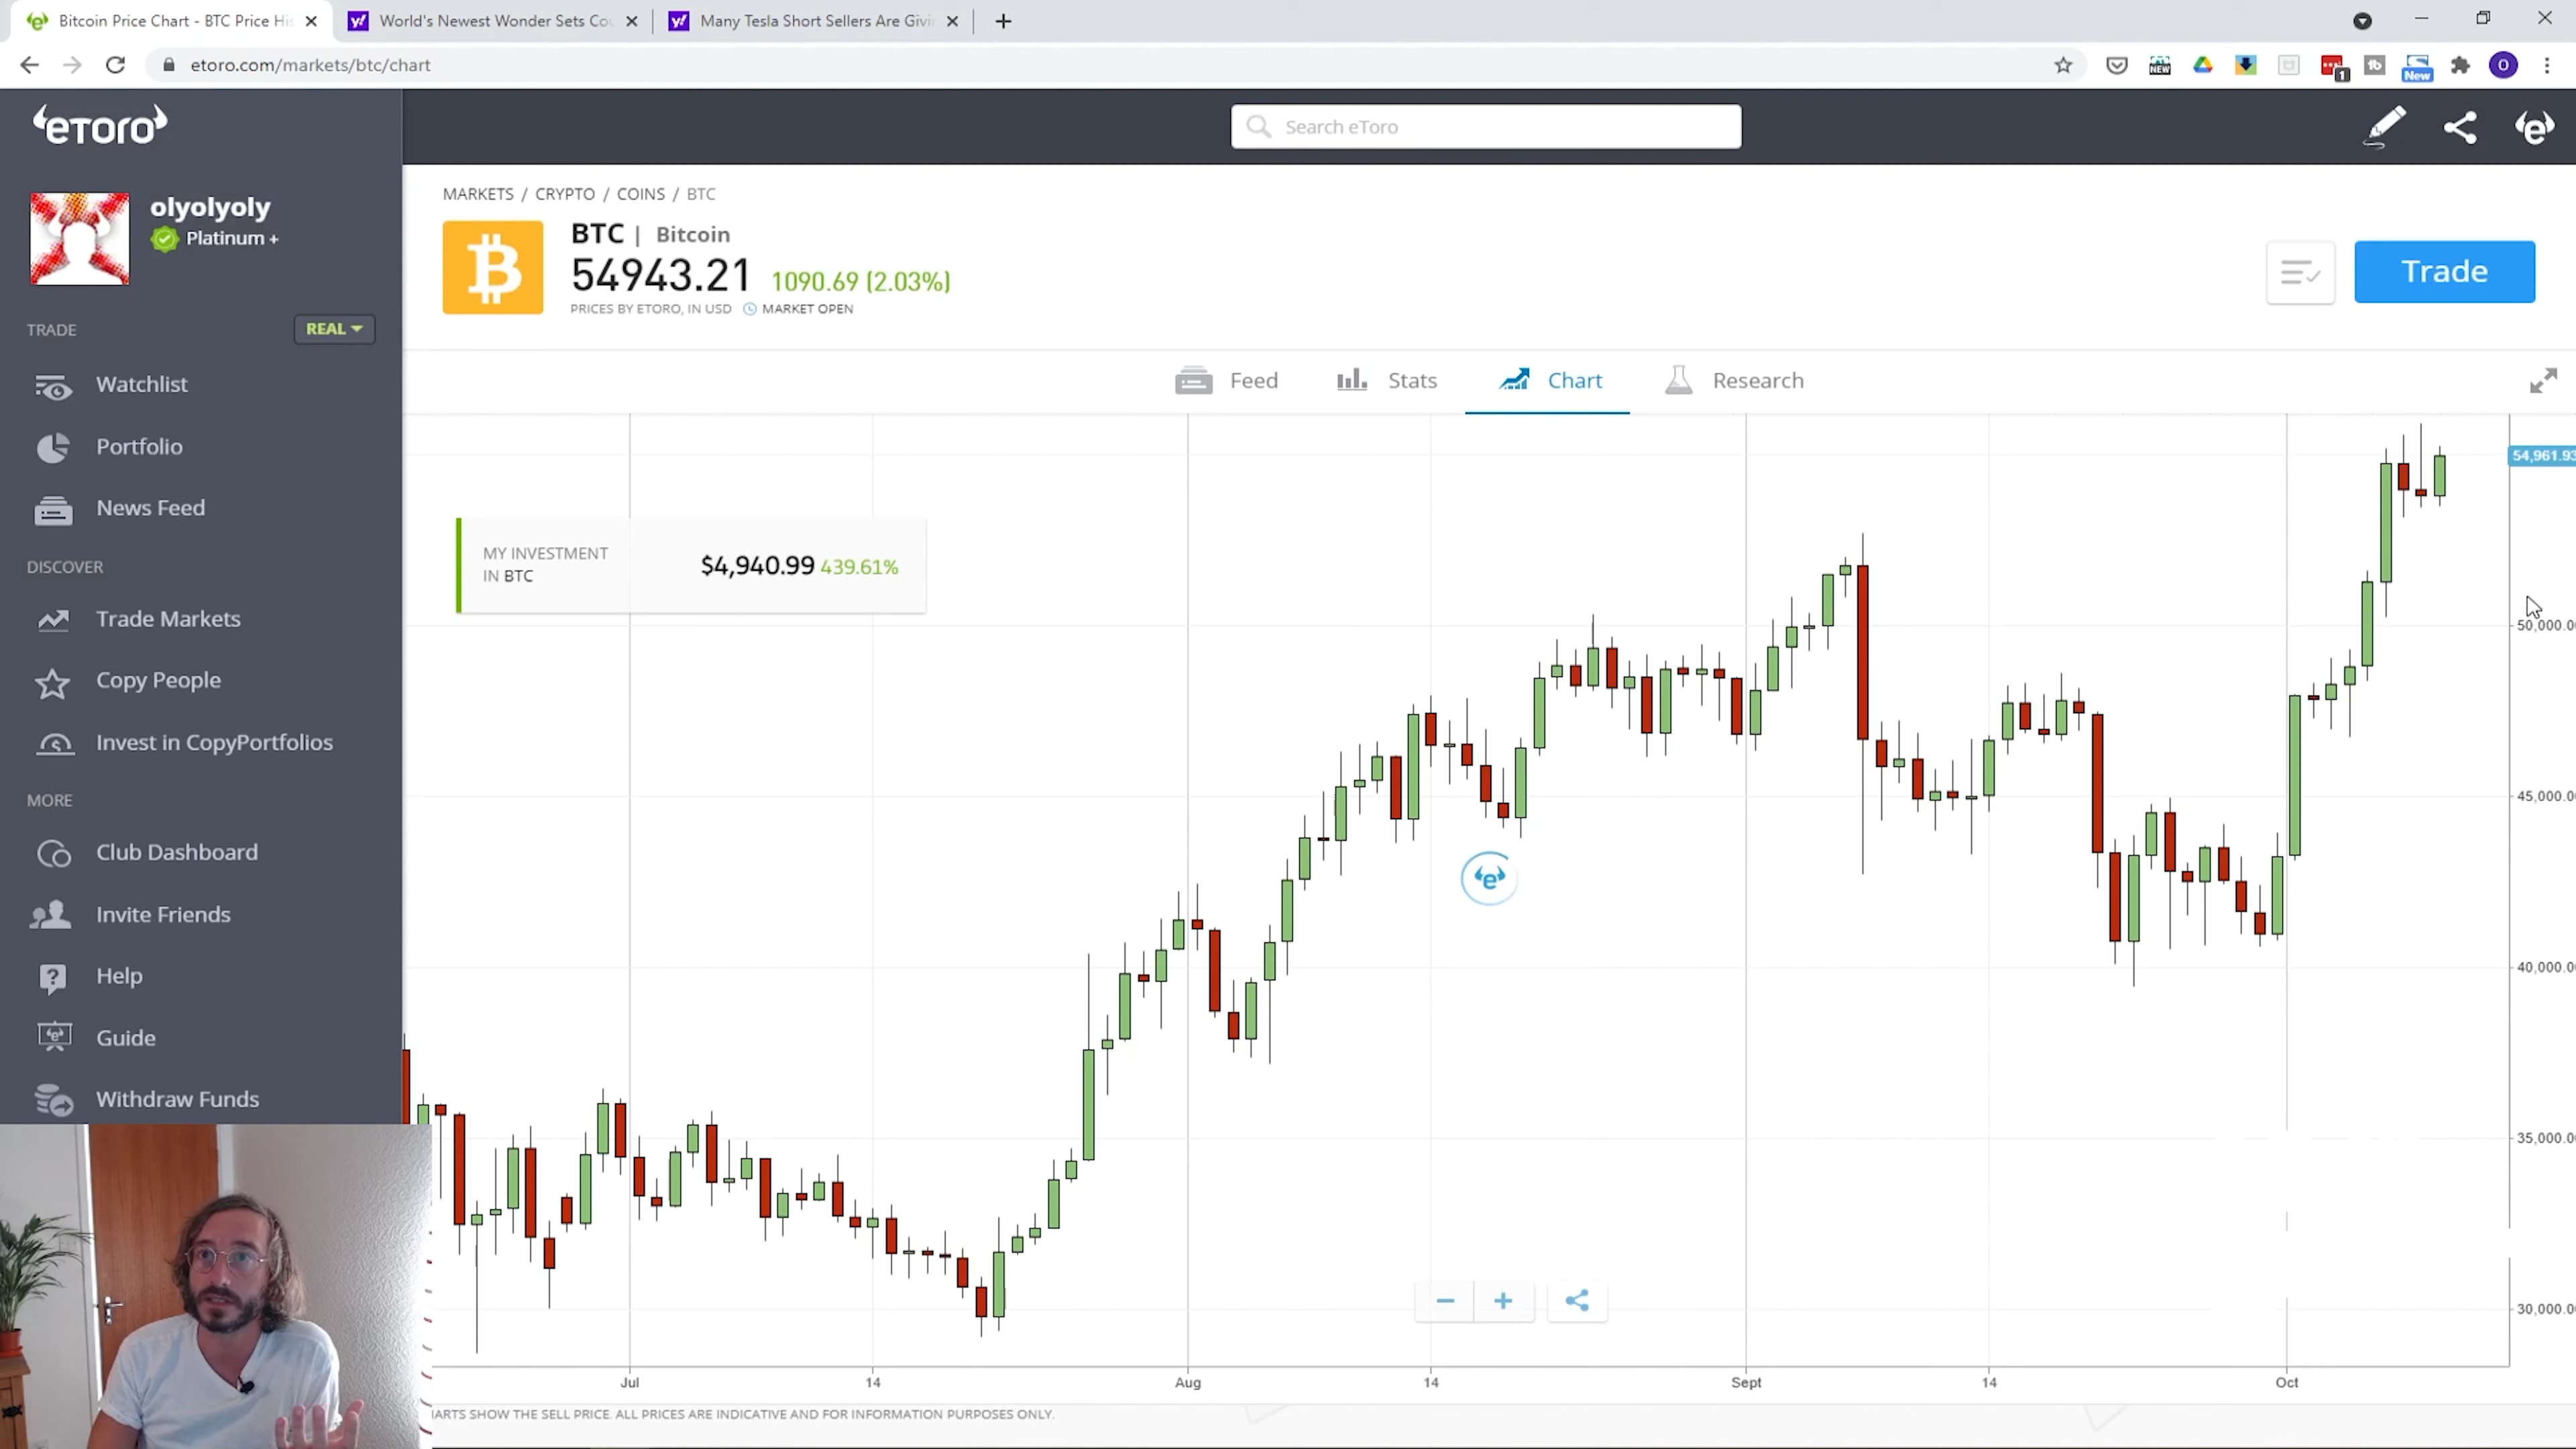 Bitcoin Price Chart - BTC Price His
World's Newest Wonder Sets Cou
Many Tesla Short Sellers Are Givi
etoro.com/markets/btc/chart
NEW
1
New
O
eTORO
Search eToro
olyolyoly
Platinum +
TRADE
REAL
Watchlist
Portfolio
News Feed
DISCOVER
Trade Markets
Copy People
Invest in CopyPortfolios
MORE
Club Dashboard
Invite Friends
Help
Guide
Withdraw Funds
MARKETS / CRYPTO / COINS / BTC
BTC | Bitcoin
54943.21 1090.69 (2.03%)
PRICES BY ETORO, IN USD MARKET OPEN
Trade
Feed
Stats
Chart
Research
MY INVESTMENT
IN BTC
$4,940.99 439.61%
54,961.93
50,000.0
45,000.0
40,000.0
35,000.0
30,000.0
Jul 14 Aug 14 Sept 14 Oct
ARTS SHOW THE SELL PRICE. ALL PRICES ARE INDICATIVE AND FOR INFORMATION PURPOSES ONLY.